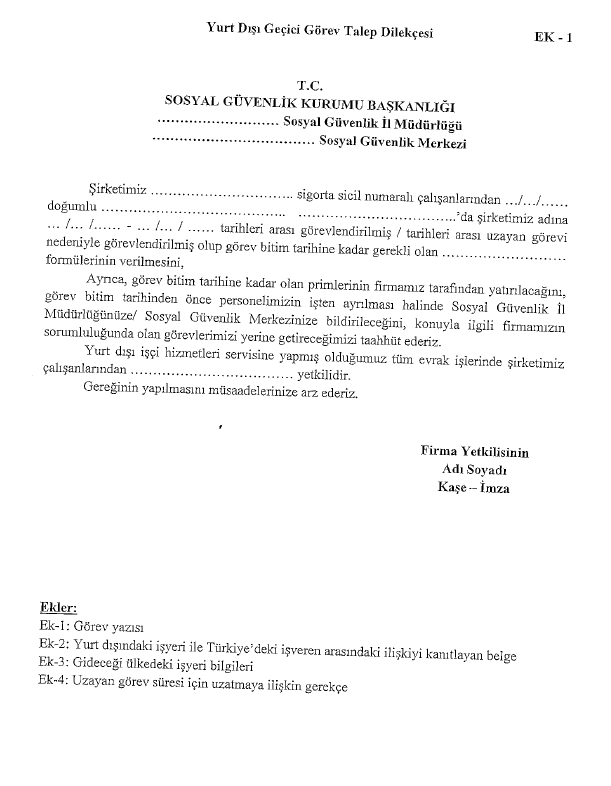 Yurt Dışı Geçici Görev Talep Dilekçesi
EK - 1
T.C.
SOSYAL GÜVENLİK KURUMU BAŞKANLIĞI
........................... Sosyal Güvenlik İl Müdürlüğü
................................... Sosyal Güvenlik Merkezi
Şirketimiz ............................... sigorta sicil numaralı çalışanlarından .../.../......
doğumlu ........................................ ..................................'da şirketimiz adına
... /... /...... - ... /... / ...... tarihleri arası görevlendirilmiş / tarihleri arası uzayan görevi
nedeniyle görevlendirilmiş olup görev bitim tarihine kadar gerekli olan ...........................
formülerinin verilmesini,
Ayrıca, görev bitim tarihine kadar olan primlerinin firmamız tarafından yatırılacağını,
görev bitim tarihinden önce personelimizin işten ayrılması halinde Sosyal Güvenlik İl
Müdürlüğünüze/ Sosyal Güvenlik Merkezinize bildirileceğini, konuyla ilgili firmamızın
sorumluluğunda olan görevlerimizi yerine getireceğimizi taahhüt ederiz.
Yurt dışı işçi hizmetleri servisine yapmış olduğumuz tüm evrak işlerinde şirketimiz
çalışanlarından ................................... yetkilidir.
Gereğinin yapılmasını müsaadelerinize arz ederiz.
Firma Yetkilisinin
Adı Soyadı
Kaşe – İmza
Ekler:
Ek-1: Görev yazısı
Ek-2: Yurt dışındaki işyeri ile Türkiye'deki işveren arasındaki ilişkiyi kanıtlayan belge
Ek-3: Gideceği ülkedeki işyeri bilgileri
Ek-4: Uzayan görev süresi için uzatmaya ilişkin gerekçe